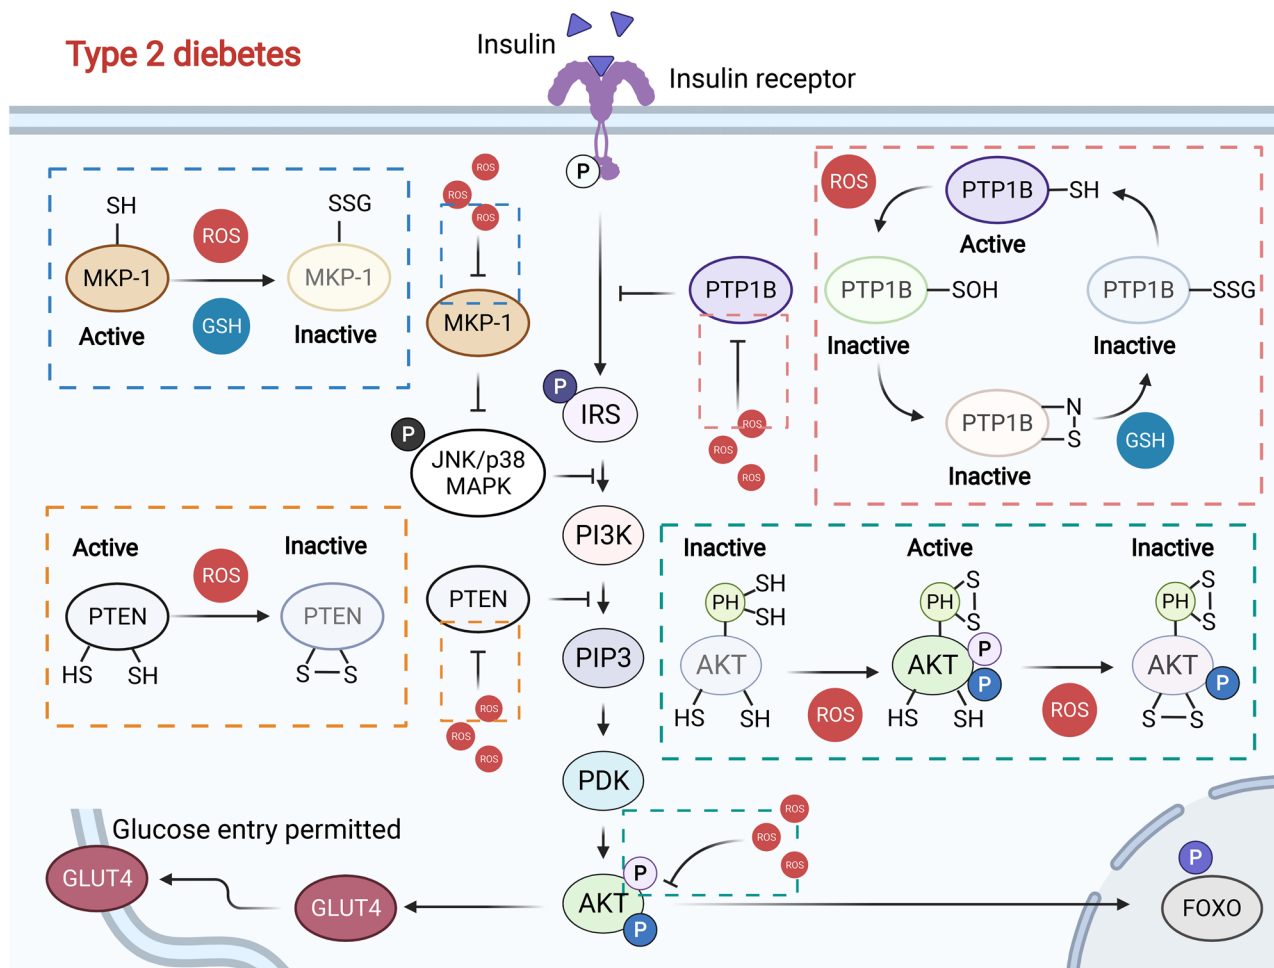 Type 2 diebetes
Insulin
Insulin receptor
P
SH
MKP-1
Active
ROS
GSH
SSG
MKP-1
Inactive
ROS
ROS
ROS
MKP-1
P
JNK/p38
MAPK
P
IRS
PTP1B
ROS
ROS
ROS
ROS
PTP1B
SH
Active
PTP1B
SOH
Inactive
PTP1B
SSG
Inactive
PTP1B
N
S
Inactive
GSH
PI3K
Active
PTEN
HS
SH
ROS
Inactive
PTEN
S
S
PTEN
ROS
ROS
ROS
PIP3
PDK
Inactive
PH
SH
SH
AKT
HS
SH
ROS
Active
PH
S
S
AKT
P
P
HS
SH
ROS
Inactive
PH
S
S
AKT
P
S
S
ROS
ROS
ROS
Glucose entry permitted
GLUT4
GLUT4
AKT
P
P
P
FOXO